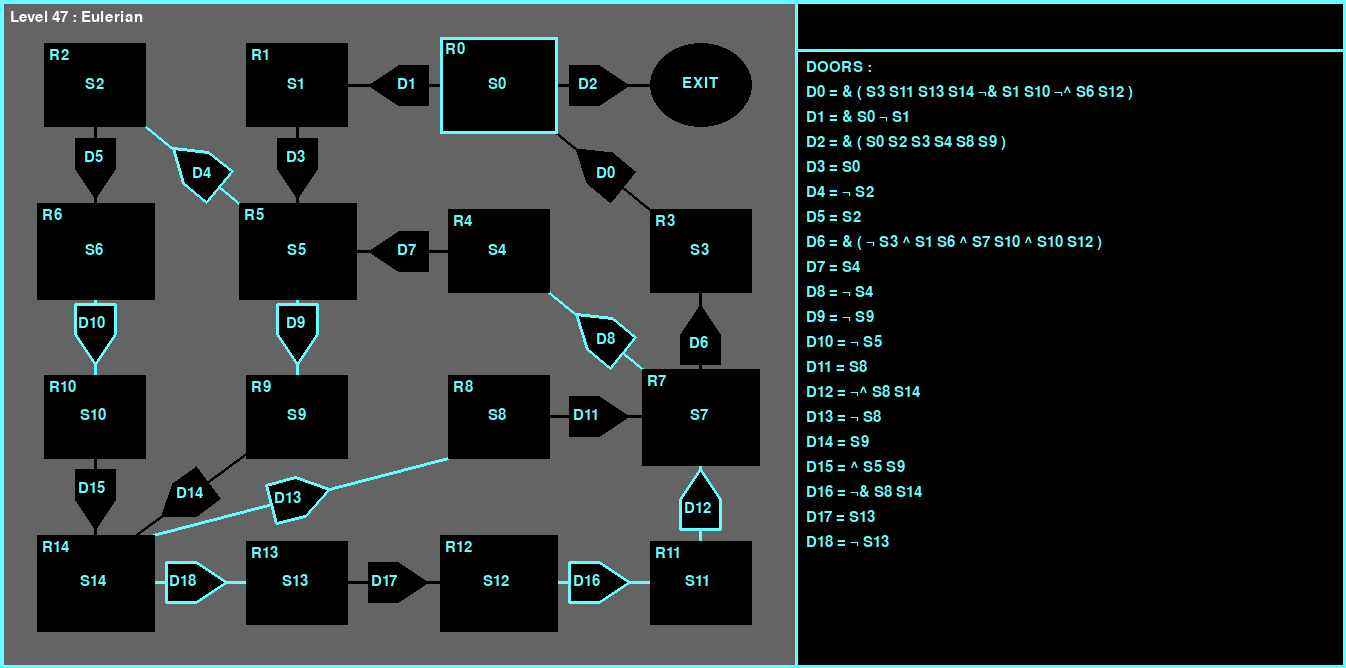 Level 47 : Eulerian
R2
S2
R1
S1
D1
R0
S0
D2
EXIT
D5
D4
D3
D0
R6
S6
R5
S5
D7
R4
S4
R3
S3
D10
D9
D8
D6
R10
S10
R9
S9
R8
S8
D11
R7
S7
D15
D14
D13
D12
R14
S14
D18
R13
S13
D17
R12
S12
D16
R11
S11
DOORS :
D0 = & ( S3 S11 S13 S14 ¬& S1 S10 ¬^ S6 S12 )
D1 = & S0 ¬ S1
D2 = & ( S0 S2 S3 S4 S8 S9 )
D3 = S0
D4 = ¬ S2
D5 = S2
D6 = & ( ¬ S3 ^ S1 S6 ^ S7 S10 ^ S10 S12 )
D7 = S4
D8 = ¬ S4
D9 = ¬ S9
D10 = ¬ S5
D11 = S8
D12 = ¬^ S8 S14
D13 = ¬ S8
D14 = S9
D15 = ^ S5 S9
D16 = ¬& S8 S14
D17 = S13
D18 = ¬ S13